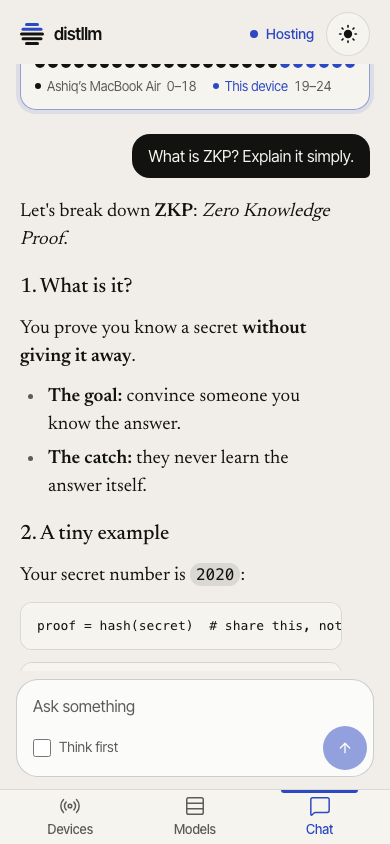 distllm
Hosting
Ashiq's MacBook Air 0–18 This device 19–24
What is ZKP? Explain it simply.
Let's break down ZKP: Zero Knowledge
Proof.
1. What is it?
You prove you know a secret without
giving it away.
• The goal: convince someone you
know the answer.
• The catch: they never learn the
answer itself.
2. A tiny example
Your secret number is 2020:
proof = hash(secret)  # share this, not
Ask something
Think first
Devices
Models
Chat